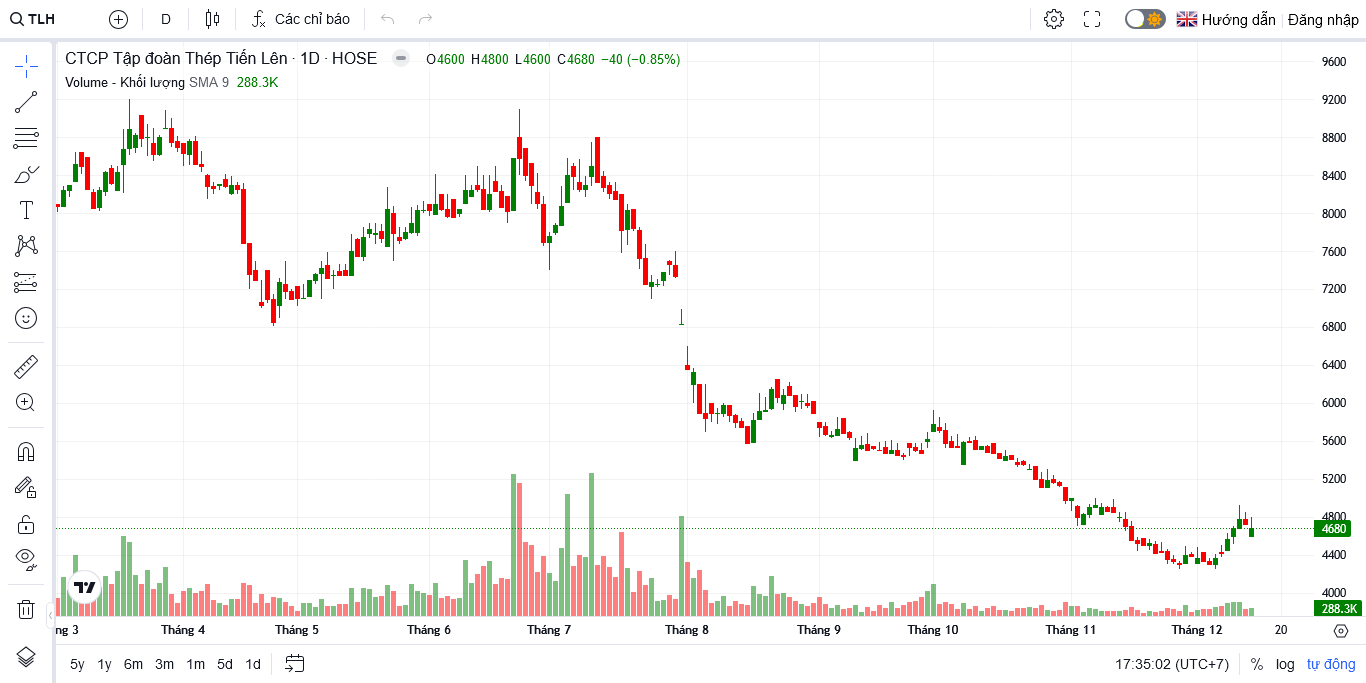 TLH D Các chỉ báo Hướng dẫn Đăng nhập
CTCP Tập đoàn Thép Tiến Lên · 1D · HOSE O4600 H4800 L4600 C4680 −40 (−0.85%)
Volume - Khối lượng SMA 9 288.3K
9600
9200
8800
8400
8000
7600
7200
6800
6400
6000
5600
5200
4800
4680
4400
4000
288.3K
ng 3 Tháng 4 Tháng 5 Tháng 6 Tháng 7 Tháng 8 Tháng 9 Tháng 10 Tháng 11 Tháng 12 20
5y 1y 6m 3m 1m 5d 1d 17:35:02 (UTC+7) % log tự động